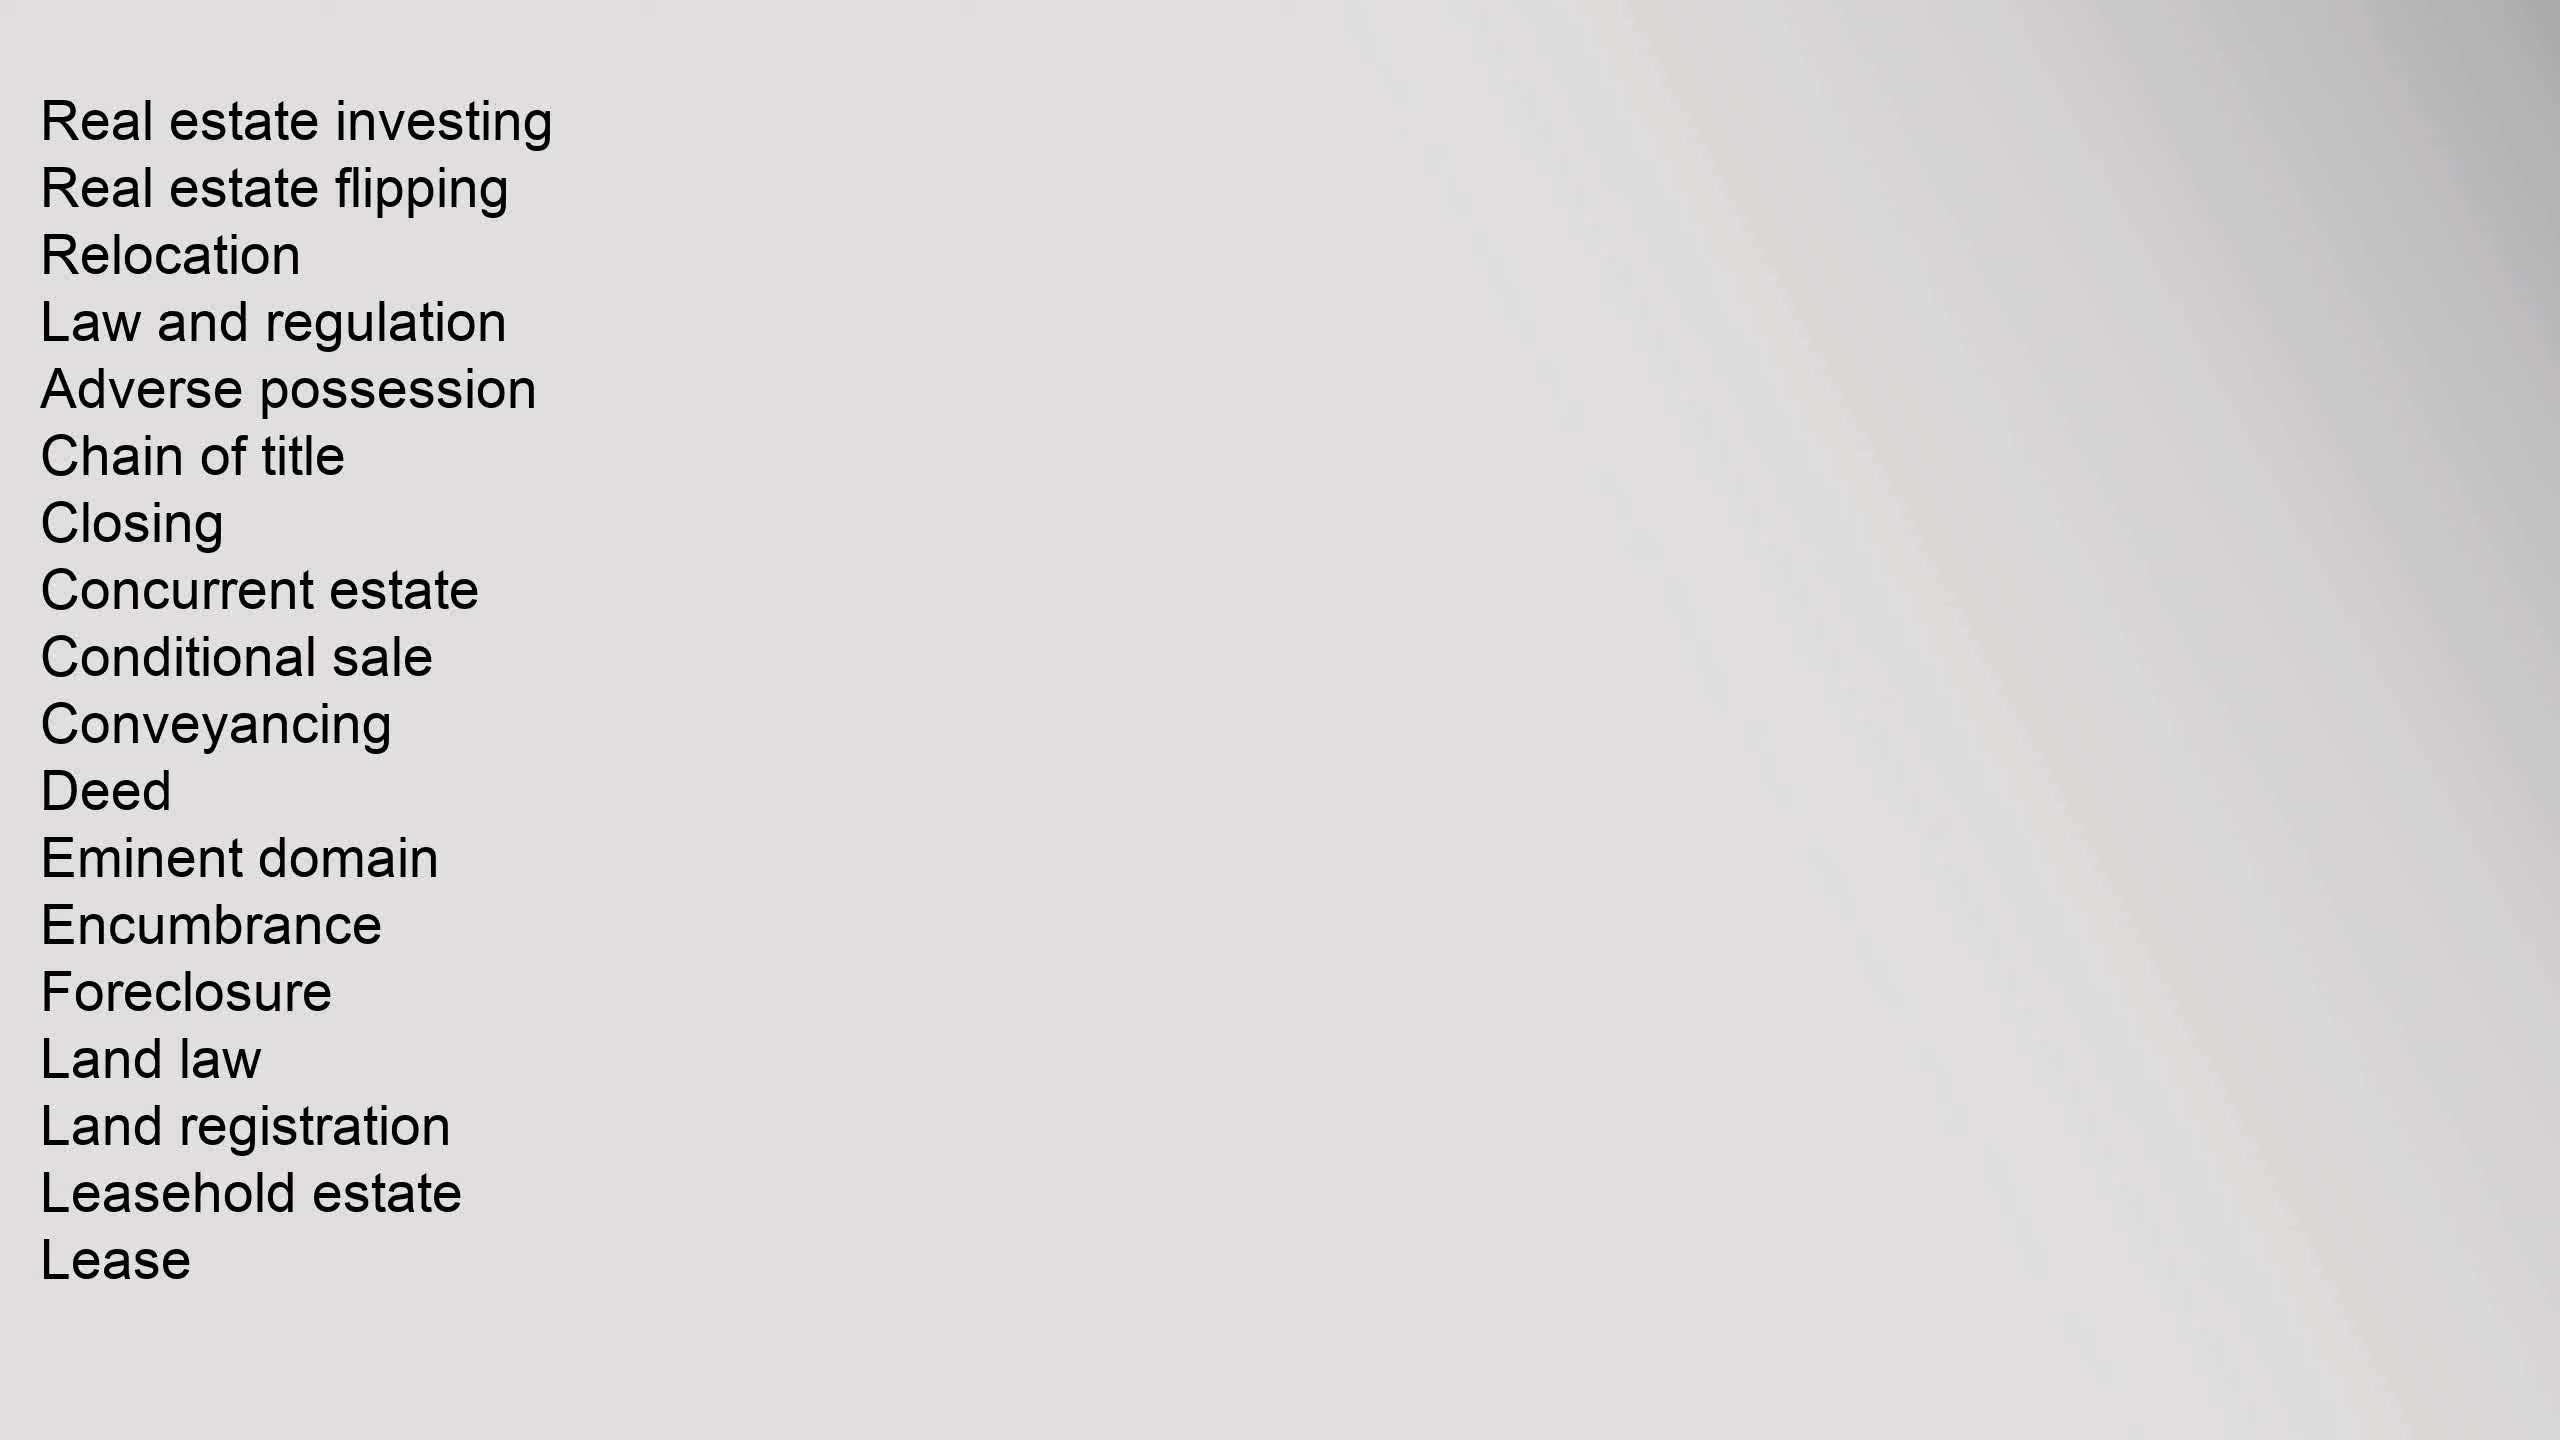 Real estate investing
Real estate flipping
Relocation
Law and regulation
Adverse possession
Chain of title
Closing
Concurrent estate
Conditional sale
Conveyancing
Deed
Eminent domain
Encumbrance
Foreclosure
Land law
Land registration
Leasehold estate
Lease